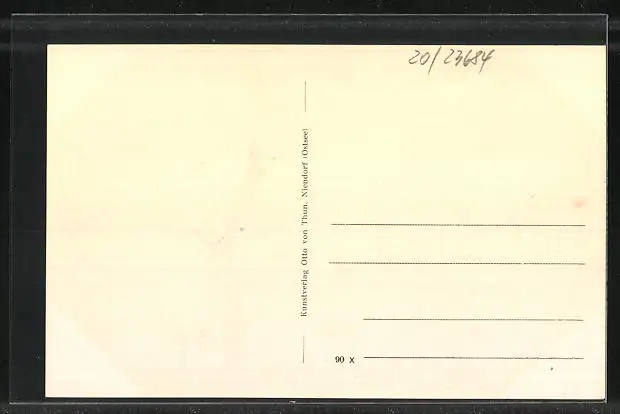 20/23684
Kunstverlag Otto von Thun, Niendorf (Ostsee)
90 x